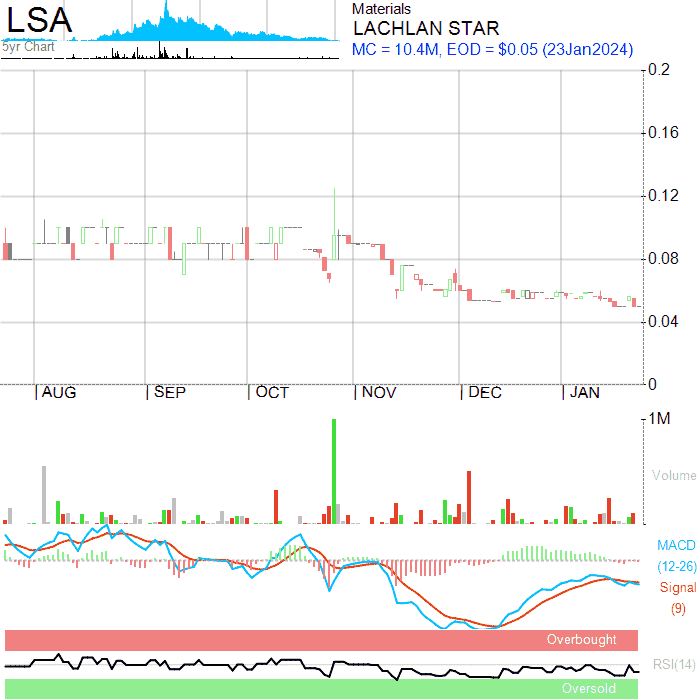 LSA
5yr Chart
Materials
LACHLAN STAR
MC = 10.4M, EOD = $0.05 (23Jan2024)
0.2
0.16
0.12
0.08
0.04
0
AUG SEP OCT NOV DEC JAN
1M
Volume
MACD
(12-26)
Signal
(9)
Overbought
RSI(14)
Oversold